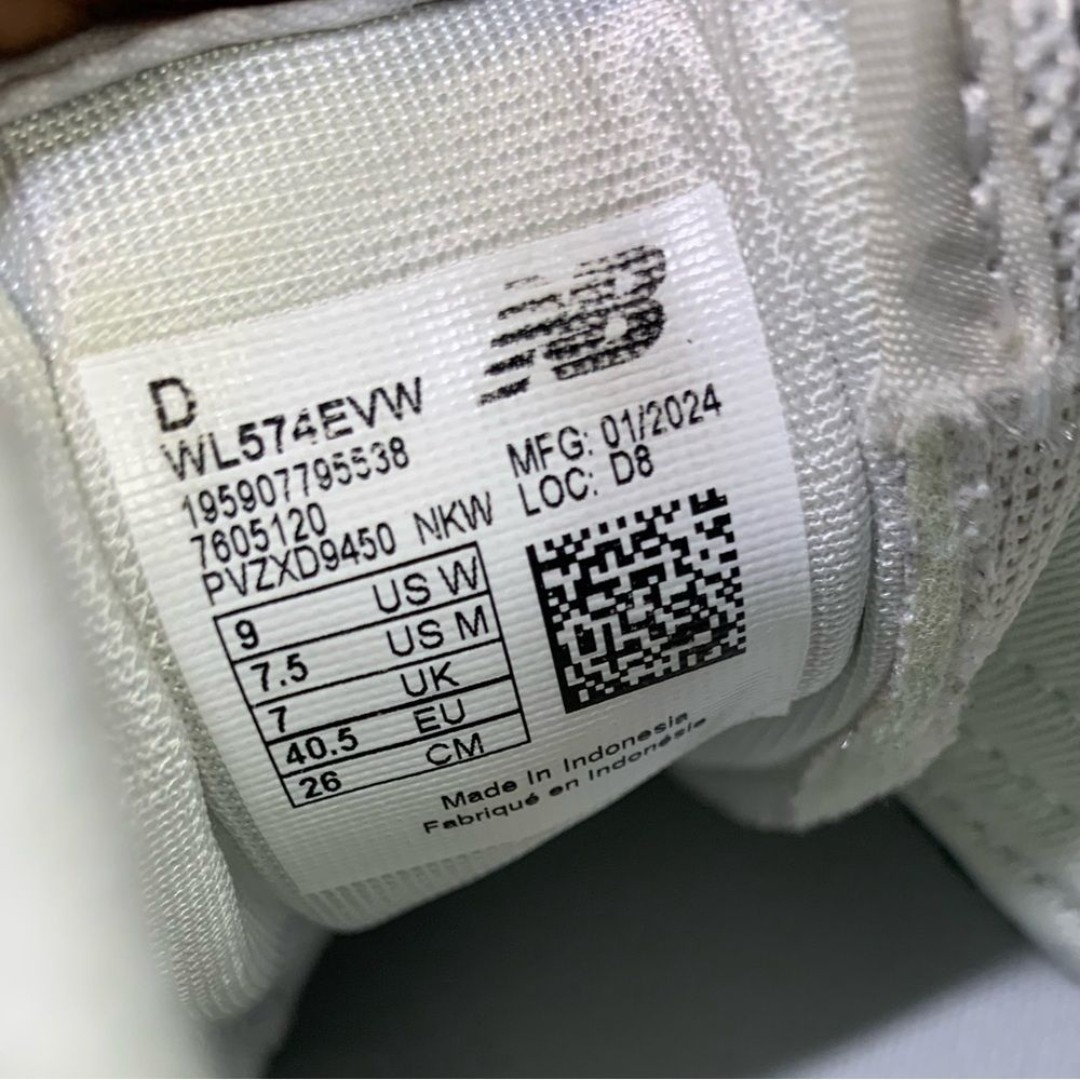 NB
D
WL574EVW
195907795538
7605120
PVZXD9450 NKW
MFG: 01/2024
LOC: D8
9 US W
7.5 US M
7 UK
40.5 EU
26 CM
Made In Indonesia
Fabriqué en Indonésie